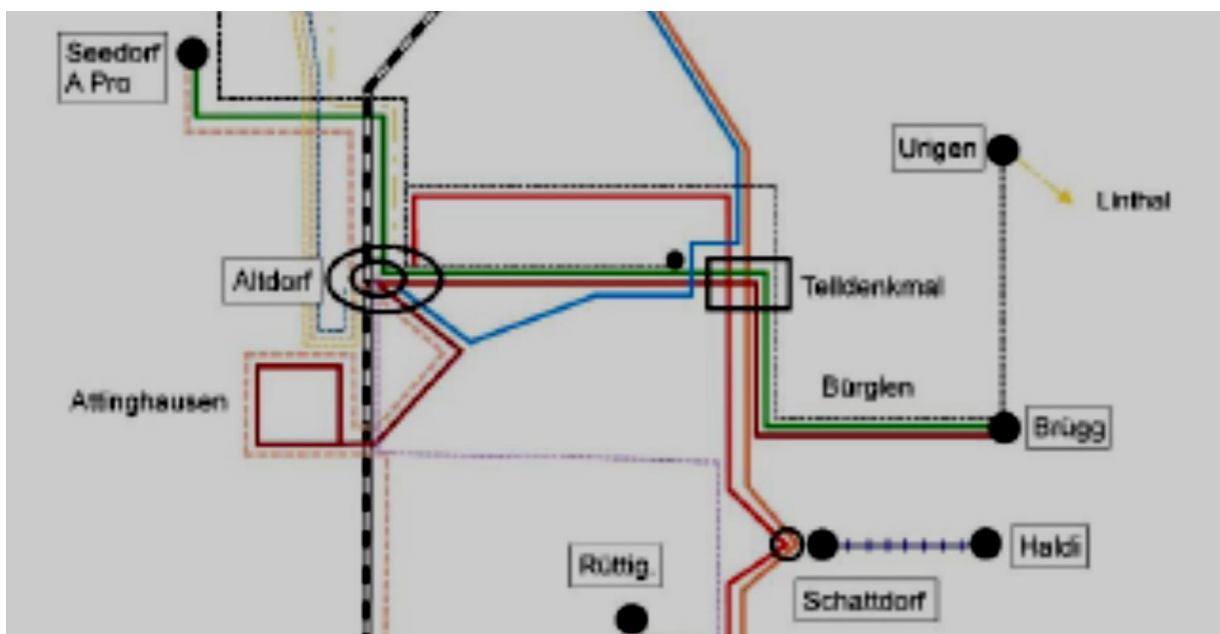 Seedorf
A Pro
Urigen
Linthal
Altdorf
Telldenkmal
Attinghausen
Bürglen
Brügg
Rüttig.
Haldi
Schattdorf